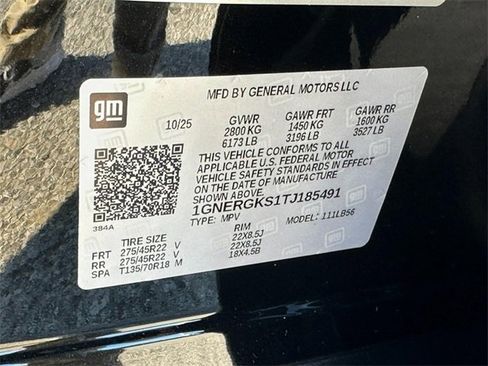 gm
MFD BY GENERAL MOTORS LLC
10/25 GVWR GAWR FRT GAWR RR
2800 KG 1450 KG 1600 KG
6173 LB 3196 LB 3527 LB
THIS VEHICLE CONFORMS TO ALL
APPLICABLE U.S. FEDERAL MOTOR
VEHICLE SAFETY STANDARDS IN EFFECT
ON THE DATE OF MANUFACTURE
SHOWN ABOVE.
1GNERGKS1TJ185491
384A TYPE: MPV MODEL: 111LB56
TIRE SIZE RIM
FRT 275/45R22 V 22X8.5J
RR 275/45R22 V 22X8.5J
SPA T135/70R18 M 18X4.5B